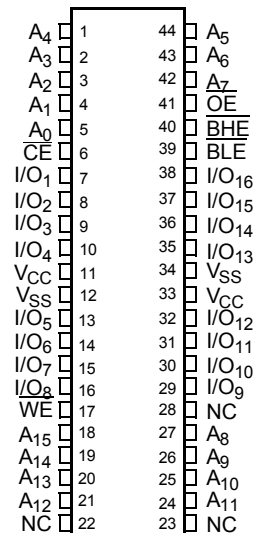 A4 1 44 A5
A3 2 43 A6
A2 3 42 A7
A1 4 41 OE
A0 5 40 BHE
CE 6 39 BLE
I/O1 7 38 I/O16
I/O2 8 37 I/O15
I/O3 9 36 I/O14
I/O4 10 35 I/O13
VCC 11 34 VSS
VSS 12 33 VCC
I/O5 13 32 I/O12
I/O6 14 31 I/O11
I/O7 15 30 I/O10
I/O8 16 29 I/O9
WE 17 28 NC
A15 18 27 A8
A14 19 26 A9
A13 20 25 A10
A12 21 24 A11
NC 22 23 NC